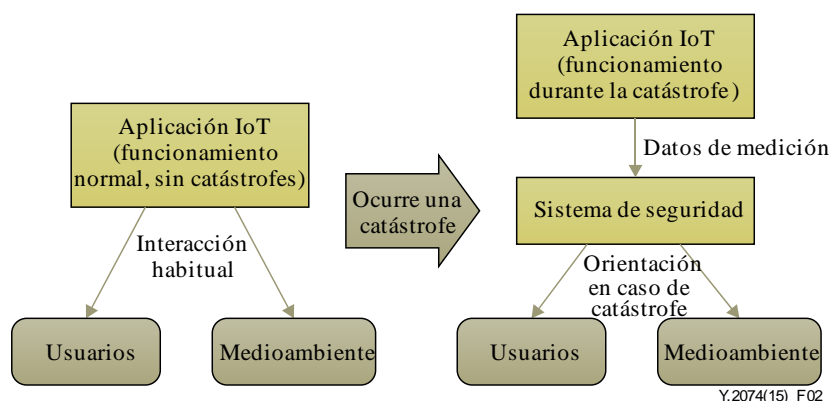 Aplicación IoT
(funcionamiento
normal, sin catástrofes)
Interacción
habitual
Usuarios
Medioambiente
Ocurre una
catástrofe
Aplicación IoT
(funcionamiento
durante la catástrofe)
Datos de medición
Sistema de seguridad
Orientación
en caso de
catástrofe
Usuarios
Medioambiente
Y.2074(15)_F02